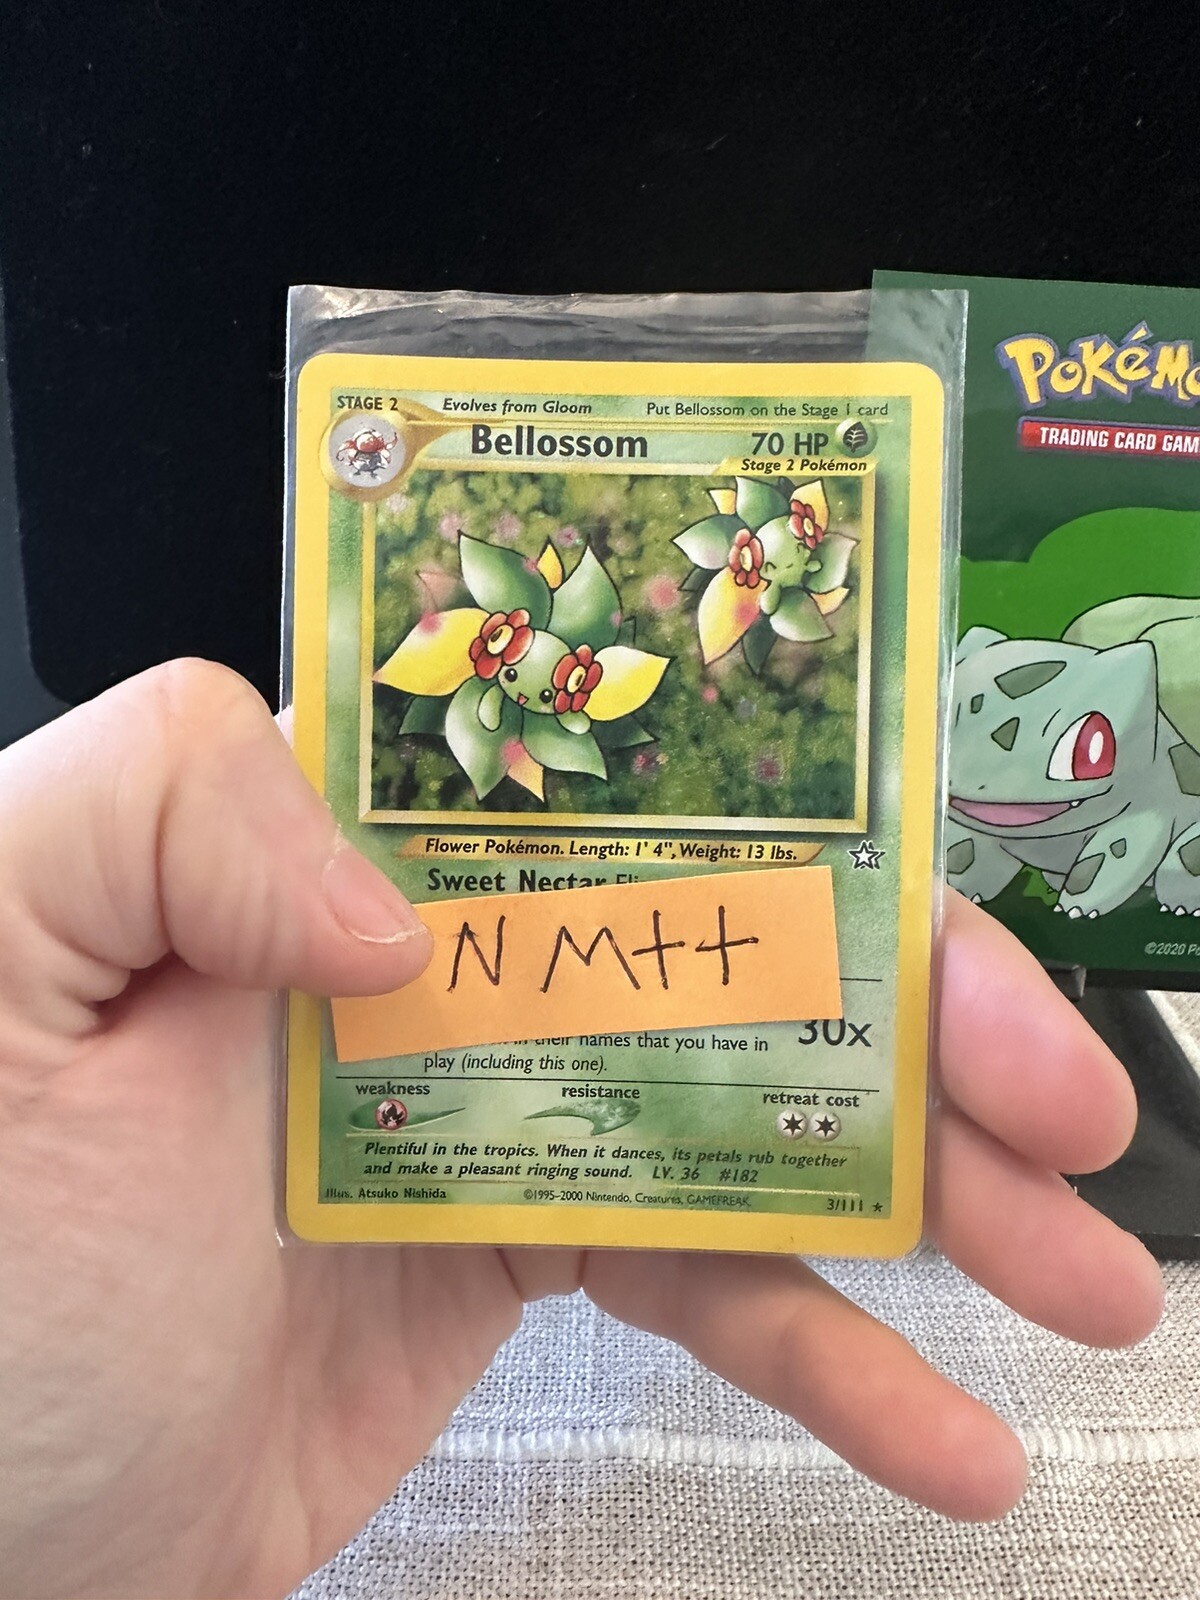 STAGE 2 Evolves from Gloom Put Bellossom on the Stage 1 card
Bellossom 70 HP
Stage 2 Pokémon
Flower Pokémon. Length: 1' 4", Weight: 13 lbs.
Sweet Nectar
N M++
30x
their names that you have in
play (including this one).
weakness resistance retreat cost
Plentiful in the tropics. When it dances, its petals rub together
and make a pleasant ringing sound. LV. 36 #182
Illus. Atsuko Nishida ©1995-2000 Nintendo, Creatures, GAMEFREAK 3/111
POKéMO
TRADING CARD GAM
©2020 Po